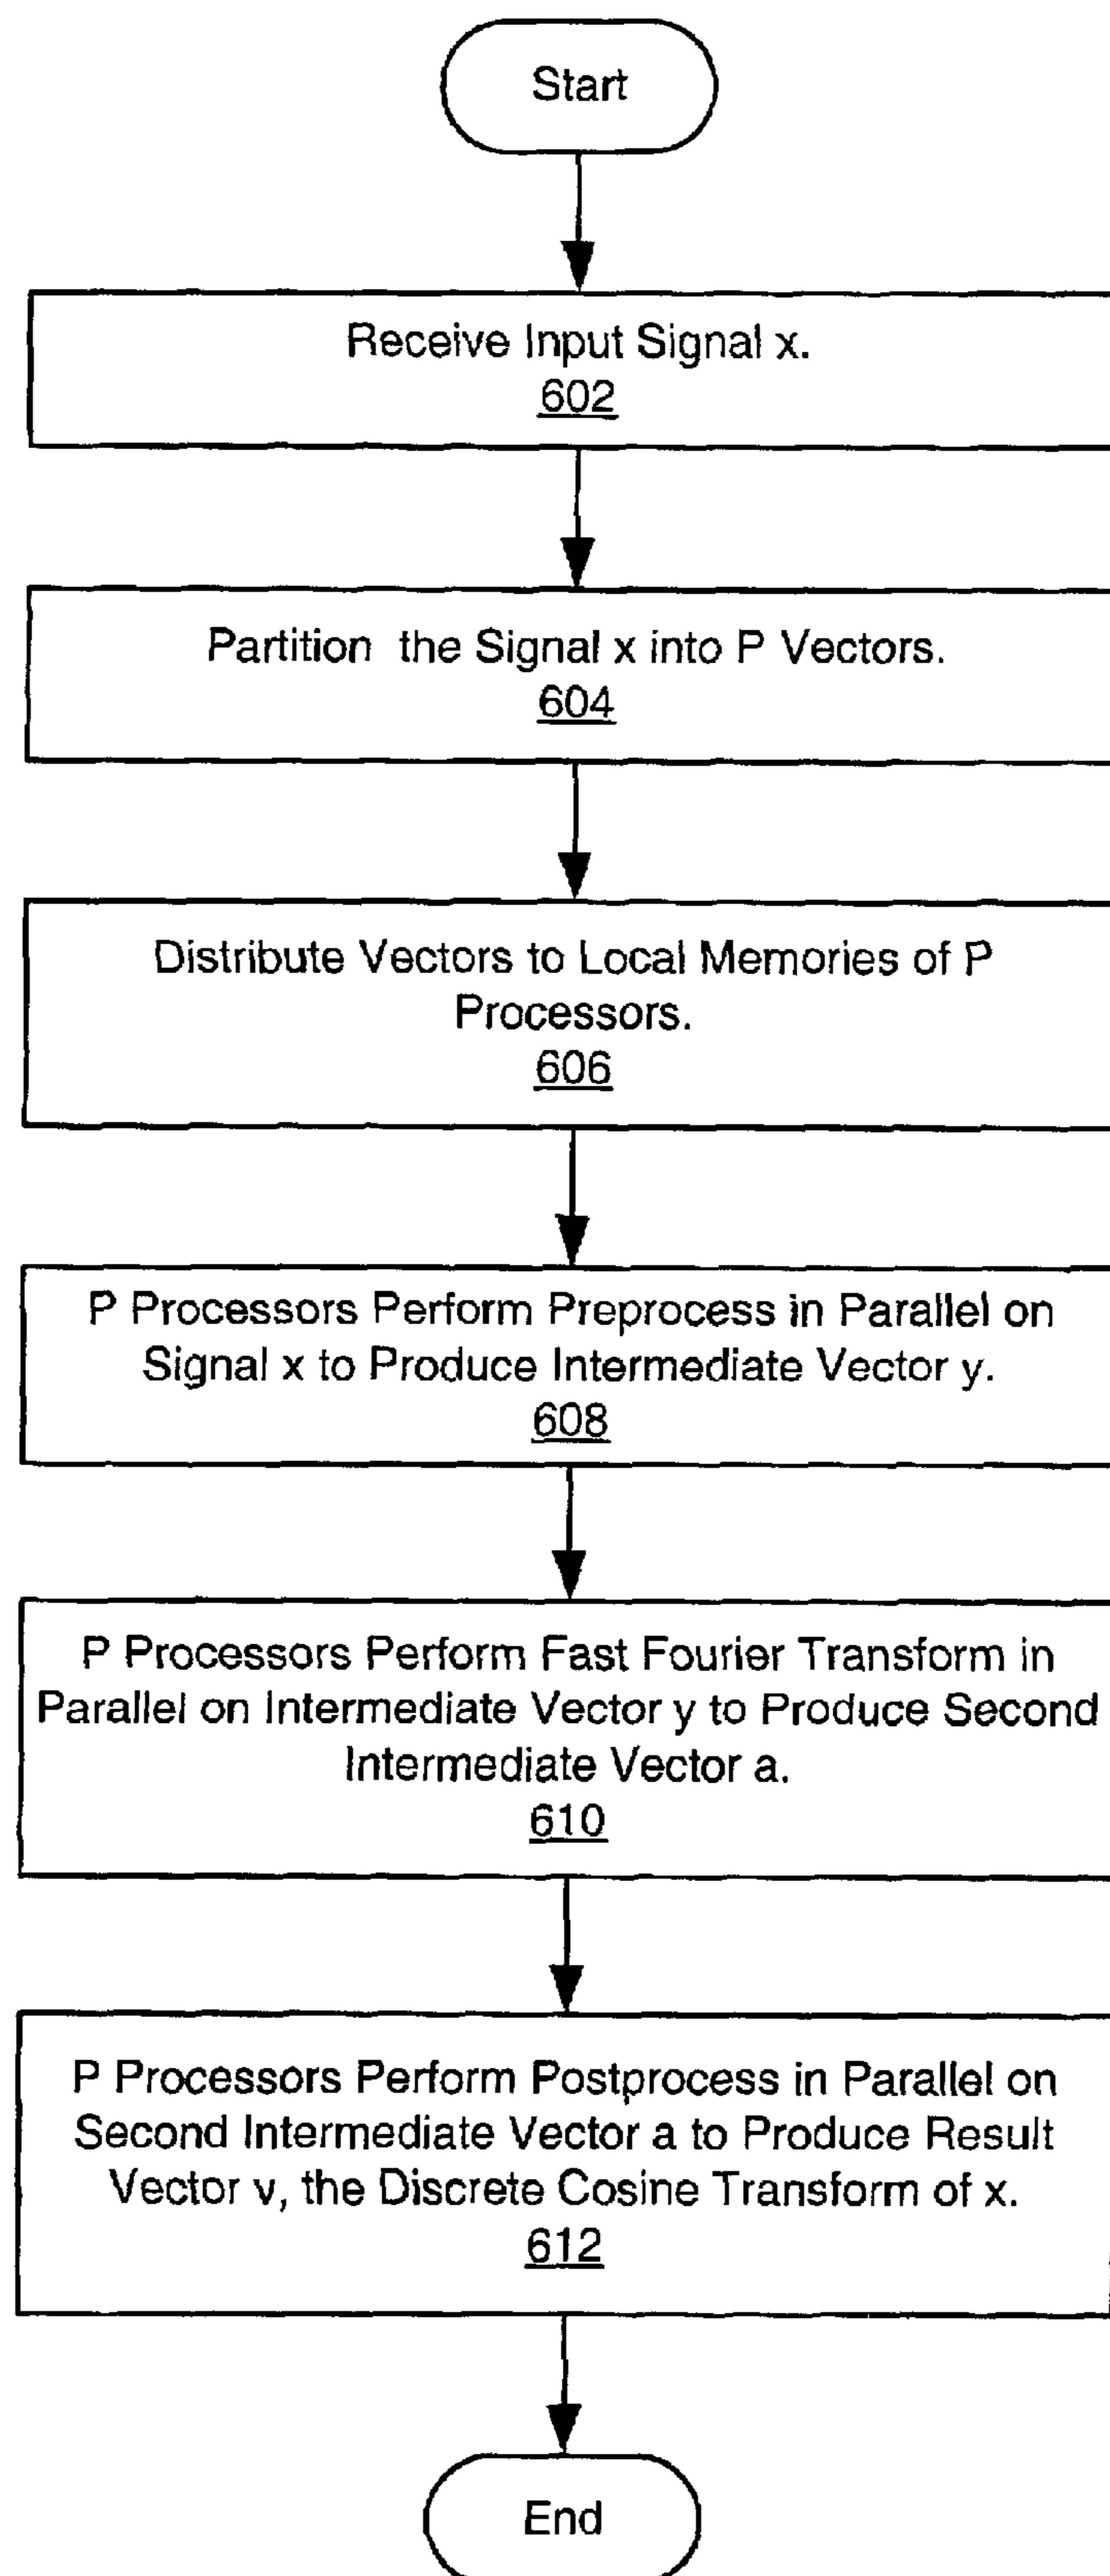 Start
Receive Input Signal x.
602
Partition the Signal x into P Vectors.
604
Distribute Vectors to Local Memories of P
Processors.
606
P Processors Perform Preprocess in Parallel on
Signal x to Produce Intermediate Vector y.
608
P Processors Perform Fast Fourier Transform in
Parallel on Intermediate Vector y to Produce Second
Intermediate Vector a.
610
P Processors Perform Postprocess in Parallel on
Second Intermediate Vector a to Produce Result
Vector v, the Discrete Cosine Transform of x.
612
End